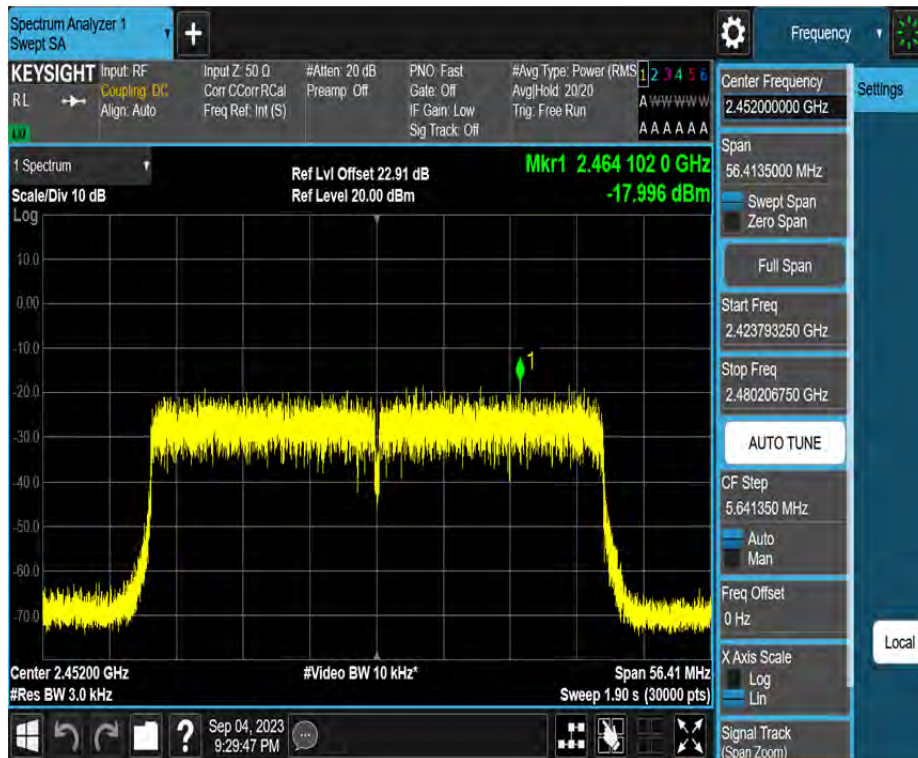 Spectrum Analyzer 1
Swept SA
+
Frequency
KEYSIGHT
RL
Input: RF
Coupling: DC
Align: Auto
Input Z: 50 Ω
Corr CCorr RCal
Freq Ref: Int (S)
#Atten: 20 dB
Preamp: Off
PNO: Fast
Gate: Off
IF Gain: Low
Sig Track: Off
#Avg Type: Power (RMS
Avg|Hold: 20/20
Trig: Free Run
1 2 3 4 5 6
A W W W W W
A A A A A A
1 Spectrum
Scale/Div 10 dB
Ref Lvl Offset 22.91 dB
Ref Level 20.00 dBm
Mkr1 2.464 102 0 GHz
-17.996 dBm
Log
10.0
0.00
-10.0
-20.0
-30.0
-40.0
-50.0
-60.0
-70.0
1
Center 2.45200 GHz
#Res BW 3.0 kHz
#Video BW 10 kHz*
Span 56.41 MHz
Sweep 1.90 s (30000 pts)
?
Sep 04, 2023
9:29:47 PM
Center Frequency
2.452000000 GHz
Span
56.4135000 MHz
Swept Span
Zero Span
Full Span
Start Freq
2.423793250 GHz
Stop Freq
2.480206750 GHz
AUTO TUNE
CF Step
5.641350 MHz
Auto
Man
Freq Offset
0 Hz
X Axis Scale
Log
Lin
Signal Track
(Span Zoom)
Settings
Local